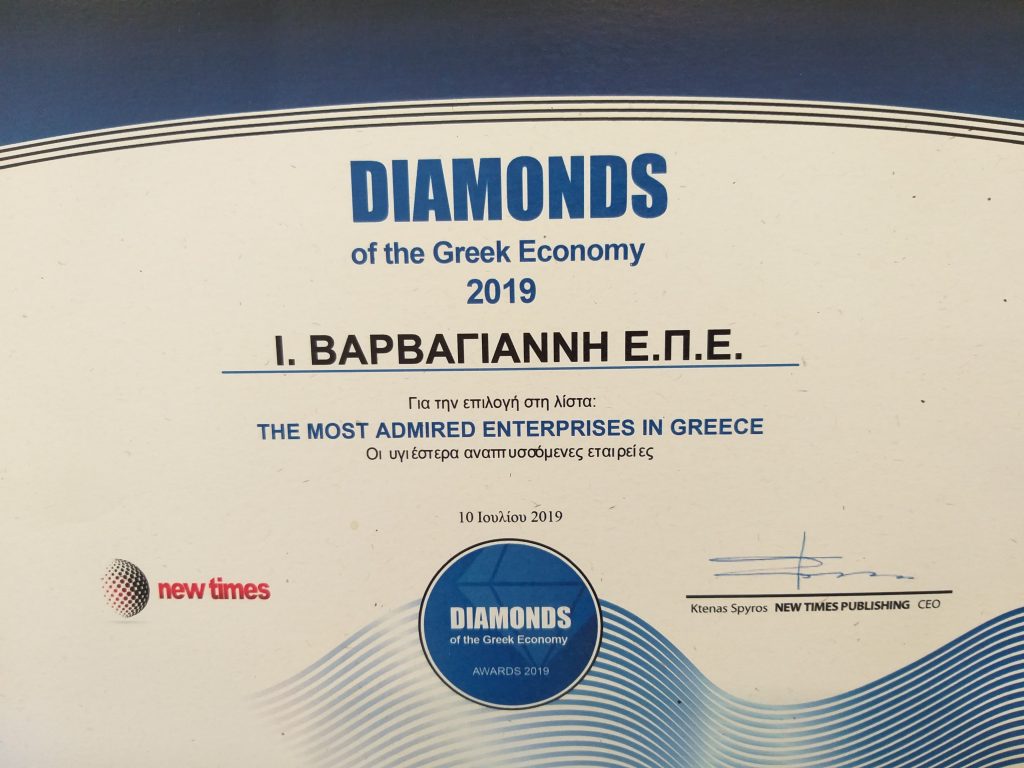 DIAMONDS
of the Greek Economy
2019
Ι. ΒΑΡΒΑΓΙΑΝΝΗ Ε.Π.Ε.
Για την επιλογή στη λίστα:
THE MOST ADMIRED ENTERPRISES IN GREECE
Οι υγιέστερα αναπτυσσόμενες εταιρείες
10 Ιουλίου 2019
new times
DIAMONDS
of the Greek Economy
AWARDS 2019
Ktenas Spyros NEW TIMES PUBLISHING CEO